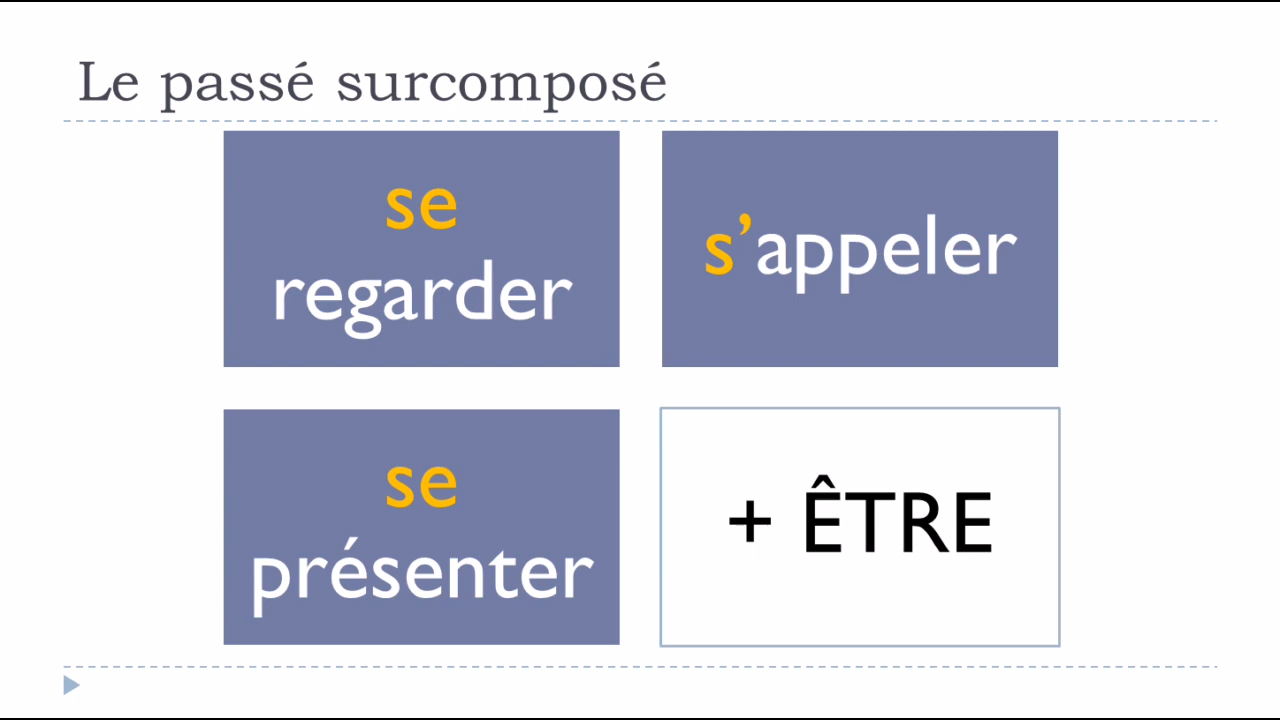 Le passé surcomposé
se
regarder
s’appeler
se
présenter
+ ÊTRE